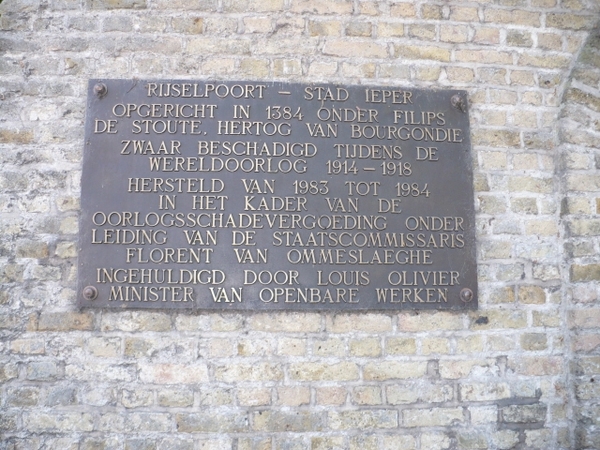 RIJSELPOORT – STAD IEPER
OPGERICHT IN 1384 ONDER FILIPS
DE STOUTE, HERTOG VAN BOURGONDIE
ZWAAR BESCHADIGD TIJDENS DE
WERELDOORLOG 1914 – 1918
HERSTELD VAN 1983 TOT 1984
IN HET KADER VAN DE
OORLOGSSCHADEVERGOEDING ONDER
LEIDING VAN DE STAATSCOMMISSARIS
FLORENT VAN OMMESLAEGHE
INGEHULDIGD DOOR LOUIS OLIVIER
MINISTER VAN OPENBARE WERKEN